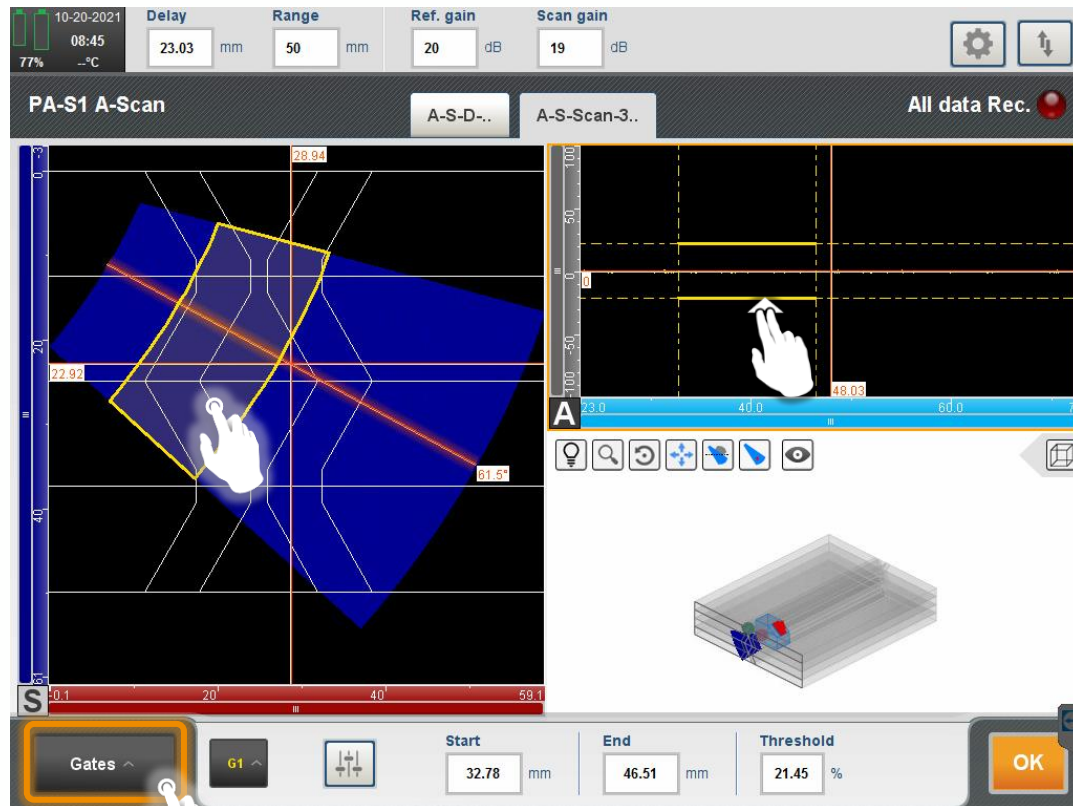 10-20-2021
08:45
77% --°C
Delay
23.03 mm
Range
50 mm
Ref. gain
20 dB
Scan gain
19 dB
PA-S1 A-Scan
A-S-D-..
A-S-Scan-3..
All data Rec.
-3
0
20
40
61
28.94
22.92
61.5°
S
-0.1 20 40 59.1
100
50
0
-50
-100
0
48.03
A
23.0 40.0 60.0 7
Gates
G1
Start
32.78 mm
End
46.51 mm
Threshold
21.45 %
OK